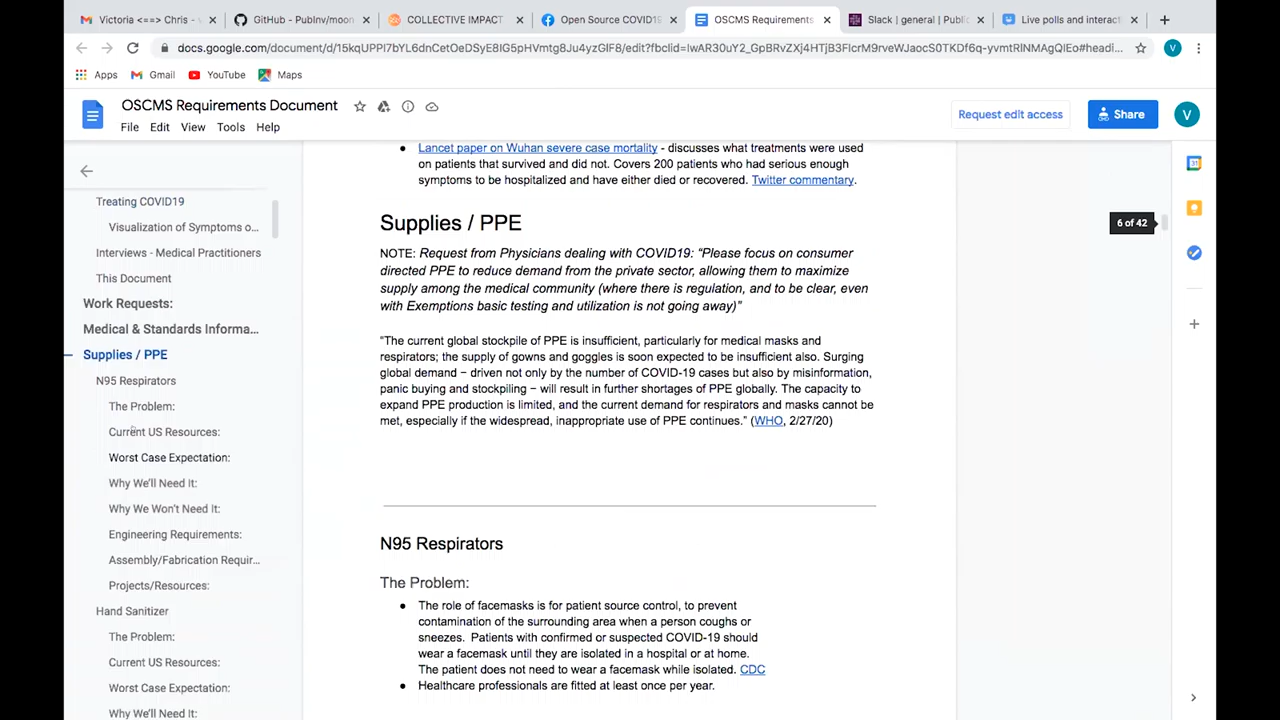 Victoria <==> Chris -
GitHub - PubInv/moon
COLLECTIVE IMPACT
Open Source COVID19
OSCMS Requirements
Slack | general | Public
Live polls and interact
docs.google.com/document/d/15kqUPPl7bYL6dnCetOeDSyE8IG5pHVmtg8Ju4yzGlF8/edit?fbclid=IwAR30uY2_GpBRvZXj4HTjB3FIcrM9rveWJaocS0TKDf6q-yvmtRlNMAgQlEo#headi...
V
Apps
Gmail
YouTube
Maps
OSCMS Requirements Document
File Edit View Tools Help
Request edit access
Share
V
Treating COVID19
Visualization of Symptoms o...
Interviews - Medical Practitioners
This Document
Work Requests:
Medical & Standards Informa...
Supplies / PPE
N95 Respirators
The Problem:
Current US Resources:
Worst Case Expectation:
Why We'll Need It:
Why We Won't Need It:
Engineering Requirements:
Assembly/Fabrication Requir...
Projects/Resources:
Hand Sanitizer
The Problem:
Current US Resources:
Worst Case Expectation:
Why We'll Need It:
● Lancet paper on Wuhan severe case mortality - discusses what treatments were used
on patients that survived and did not. Covers 200 patients who had serious enough
symptoms to be hospitalized and have either died or recovered. Twitter commentary.
Supplies / PPE
NOTE: Request from Physicians dealing with COVID19: "Please focus on consumer
directed PPE to reduce demand from the private sector, allowing them to maximize
supply among the medical community (where there is regulation, and to be clear, even
with Exemptions basic testing and utilization is not going away)"
"The current global stockpile of PPE is insufficient, particularly for medical masks and
respirators; the supply of gowns and goggles is soon expected to be insufficient also. Surging
global demand − driven not only by the number of COVID-19 cases but also by misinformation,
panic buying and stockpiling − will result in further shortages of PPE globally. The capacity to
expand PPE production is limited, and the current demand for respirators and masks cannot be
met, especially if the widespread, inappropriate use of PPE continues." (WHO, 2/27/20)
N95 Respirators
The Problem:
● The role of facemasks is for patient source control, to prevent
contamination of the surrounding area when a person coughs or
sneezes. Patients with confirmed or suspected COVID-19 should
wear a facemask until they are isolated in a hospital or at home.
The patient does not need to wear a facemask while isolated. CDC
● Healthcare professionals are fitted at least once per year.
6 of 42
31